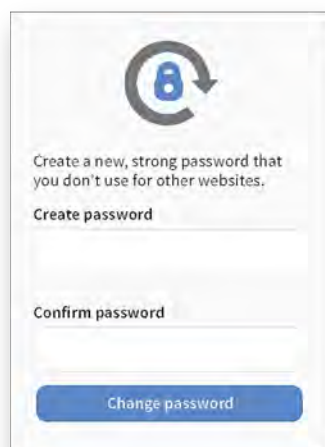 Create a new, strong password that
you don't use for other websites.
Create password
Confirm password
Change password